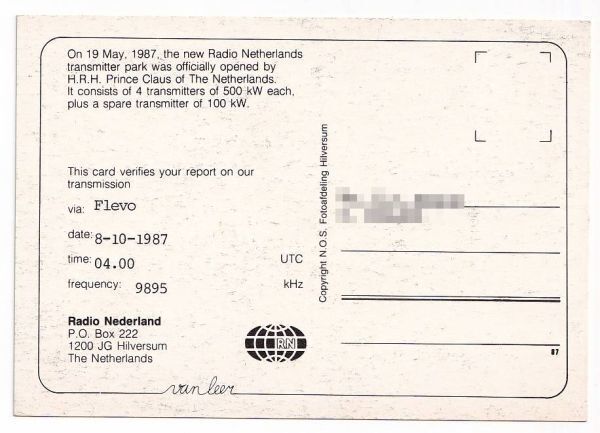 On 19 May, 1987, the new Radio Netherlands
transmitter park was officially opened by
H.R.H. Prince Claus of The Netherlands.
It consists of 4 transmitters of 500 kW each,
plus a spare transmitter of 100 kW.
This card verifies your report on our
transmission
via: Flevo
date: 8-10-1987
time: 04.00 UTC
frequency: 9895 kHz
Radio Nederland
P.O. Box 222
1200 JG Hilversum
The Netherlands
RN
van leer
Copyright N.O.S. Fotoafdeling Hilversum
87